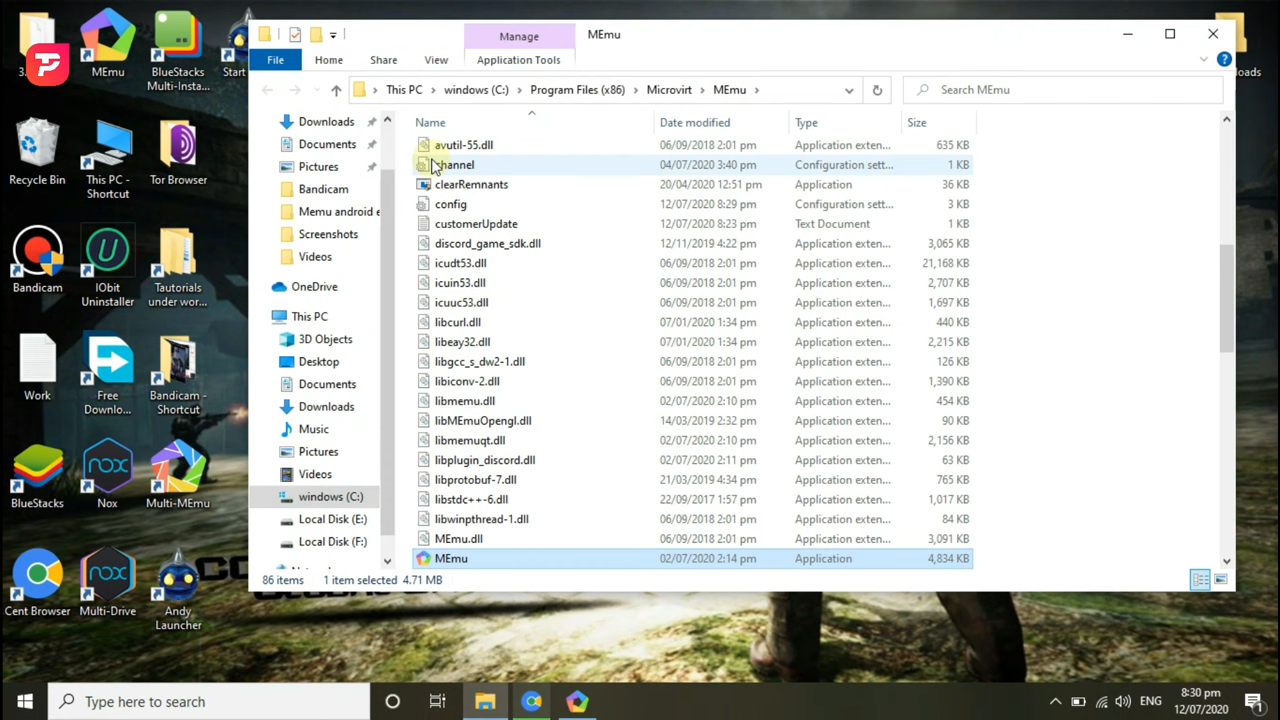 3.
MEmu
BlueStacks
Multi-Insta...
Start
Recycle Bin
This PC -
Shortcut
Tor Browser
Bandicam
IObit
Uninstaller
Tautorials
under wor...
Work
Free
Downlo...
Bandicam -
Shortcut
BlueStacks
Nox
Multi-MEmu
Cent Browser
Multi-Drive
Andy
Launcher
Manage
MEmu
File
Home
Share
View
Application Tools
This PC > windows (C:) > Program Files (x86) > Microvirt > MEmu >
Search MEmu
Downloads
Documents
Pictures
Bandicam
Memu android e
Screenshots
Videos
OneDrive
This PC
3D Objects
Desktop
Documents
Downloads
Music
Pictures
Videos
windows (C:)
Local Disk (E:)
Local Disk (F:)
Name Date modified Type Size
avutil-55.dll 06/09/2018 2:01 pm Application exten... 635 KB
channel 04/07/2020 3:40 pm Configuration sett... 1 KB
clearRemnants 20/04/2020 12:51 pm Application 36 KB
config 12/07/2020 8:29 pm Configuration sett... 3 KB
customerUpdate 12/07/2020 8:23 pm Text Document 1 KB
discord_game_sdk.dll 12/11/2019 4:22 pm Application exten... 3,065 KB
icudt53.dll 06/09/2018 2:01 pm Application exten... 21,168 KB
icuin53.dll 06/09/2018 2:01 pm Application exten... 2,707 KB
icuuc53.dll 06/09/2018 2:01 pm Application exten... 1,697 KB
libcurl.dll 07/01/2020 1:34 pm Application exten... 440 KB
libeay32.dll 07/01/2020 1:34 pm Application exten... 2,215 KB
libgcc_s_dw2-1.dll 06/09/2018 2:01 pm Application exten... 126 KB
libiconv-2.dll 06/09/2018 2:01 pm Application exten... 1,390 KB
libmemu.dll 02/07/2020 2:10 pm Application exten... 454 KB
libMEmuOpengl.dll 14/03/2019 2:32 pm Application exten... 90 KB
libmemuqt.dll 02/07/2020 2:10 pm Application exten... 2,156 KB
libplugin_discord.dll 02/07/2020 2:11 pm Application exten... 63 KB
libprotobuf-7.dll 21/03/2019 4:34 pm Application exten... 765 KB
libstdc++-6.dll 22/09/2017 1:57 pm Application exten... 1,017 KB
libwinpthread-1.dll 06/09/2018 2:01 pm Application exten... 84 KB
MEmu.dll 06/09/2018 2:01 pm Application exten... 3,091 KB
MEmu 02/07/2020 2:14 pm Application 4,834 KB
86 items 1 item selected 4.71 MB
loads
Type here to search
ENG
8:30 pm
12/07/2020
1